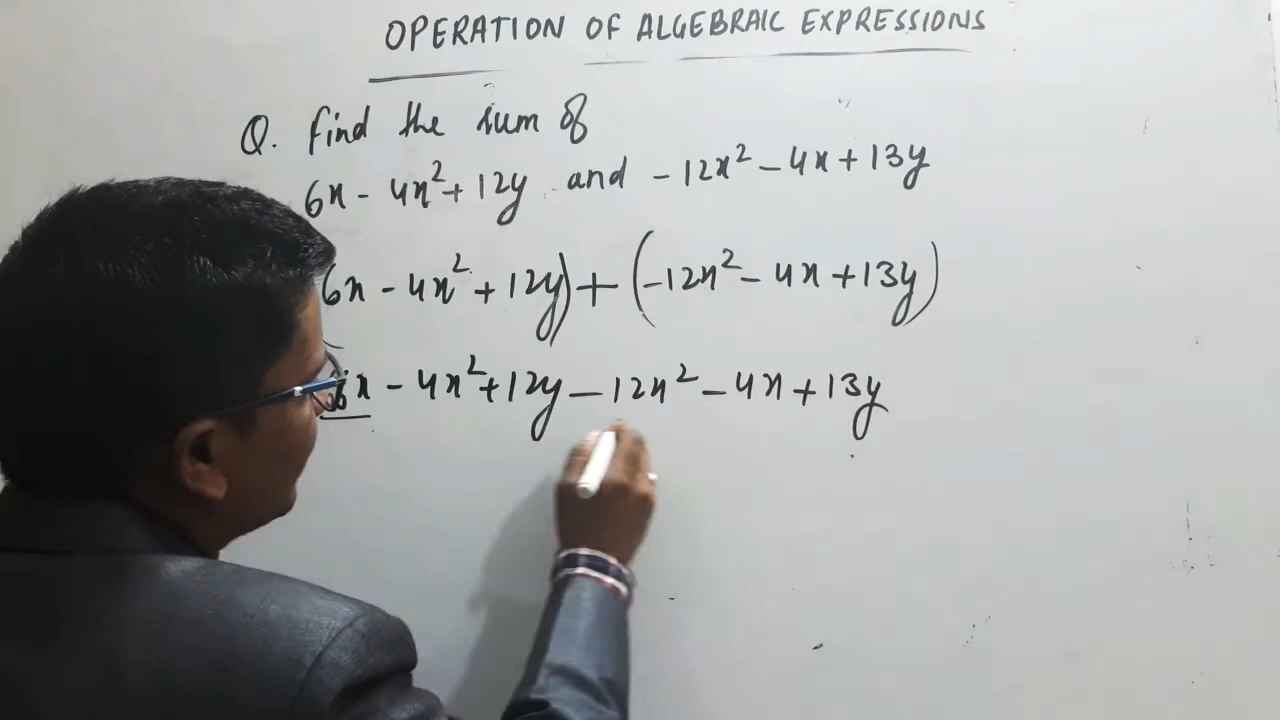 OPERATION OF ALGEBRAIC EXPRESSIONS
Q. Find the sum of
6x - 4x² + 12y and - 12x² - 4x + 13y
6x - 4x² + 12y) + (-12x² - 4x + 13y)
6x - 4x² + 12y - 12x² - 4x + 13y